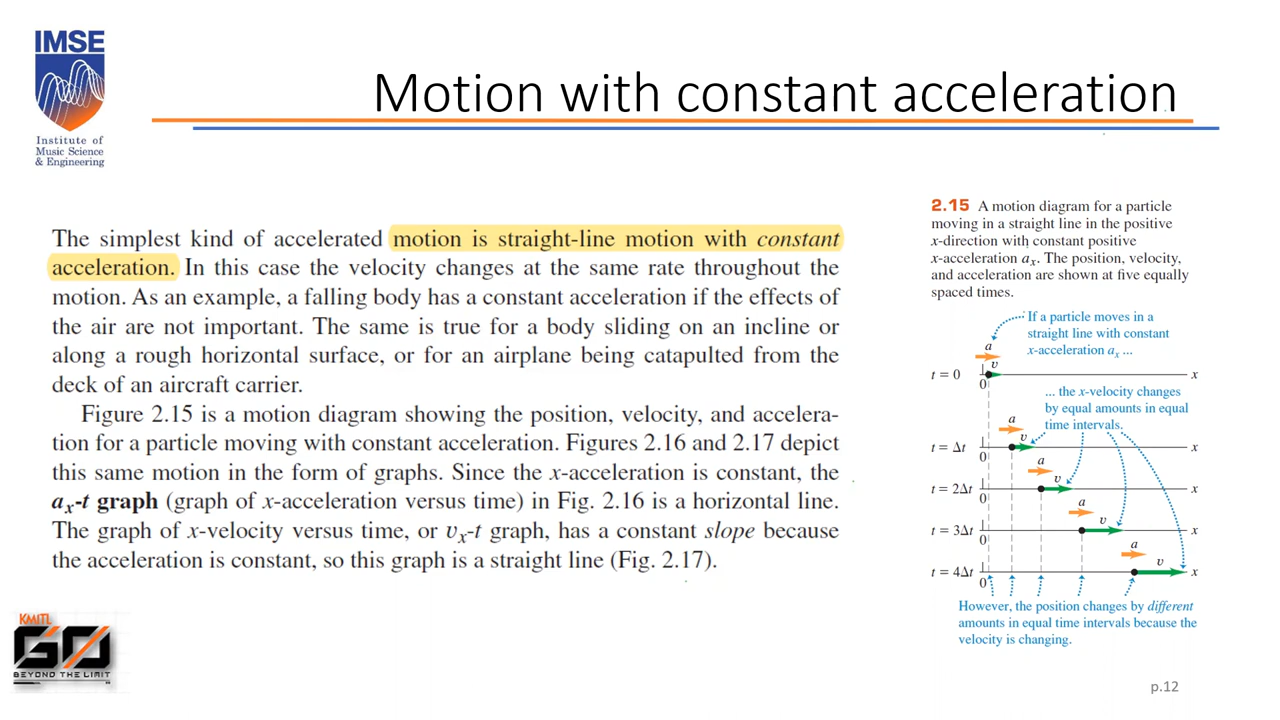 IMSE
Institute of
Music Science
& Engineering
Motion with constant acceleration
The simplest kind of accelerated motion is straight-line motion with constant
acceleration. In this case the velocity changes at the same rate throughout the
motion. As an example, a falling body has a constant acceleration if the effects of
the air are not important. The same is true for a body sliding on an incline or
along a rough horizontal surface, or for an airplane being catapulted from the
deck of an aircraft carrier.
Figure 2.15 is a motion diagram showing the position, velocity, and accelera-
tion for a particle moving with constant acceleration. Figures 2.16 and 2.17 depict
this same motion in the form of graphs. Since the x-acceleration is constant, the
aₓ-t graph (graph of x-acceleration versus time) in Fig. 2.16 is a horizontal line.
The graph of x-velocity versus time, or υₓ-t graph, has a constant slope because
the acceleration is constant, so this graph is a straight line (Fig. 2.17).
2.15 A motion diagram for a particle
moving in a straight line in the positive
x-direction with constant positive
x-acceleration aₓ. The position, velocity,
and acceleration are shown at five equally
spaced times.
If a particle moves in a
straight line with constant
x-acceleration aₓ ...
a
υ
t = 0
0
x
... the x-velocity changes
by equal amounts in equal
time intervals.
a
υ
t = Δt
0
x
a
υ
t = 2Δt
0
x
a
υ
t = 3Δt
0
x
a
υ
t = 4Δt
0
x
However, the position changes by different
amounts in equal time intervals because the
velocity is changing.
KMITL
GO
BEYOND THE LIMIT
p.12